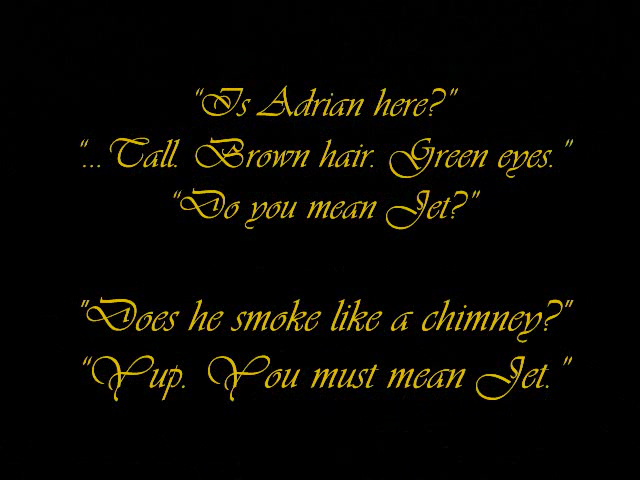 “Is Adrian here?”
“...Tall. Brown hair. Green eyes.”
“Do you mean Jet?”
"Does he smoke like a chimney?”
“Yup. You must mean Jet.”